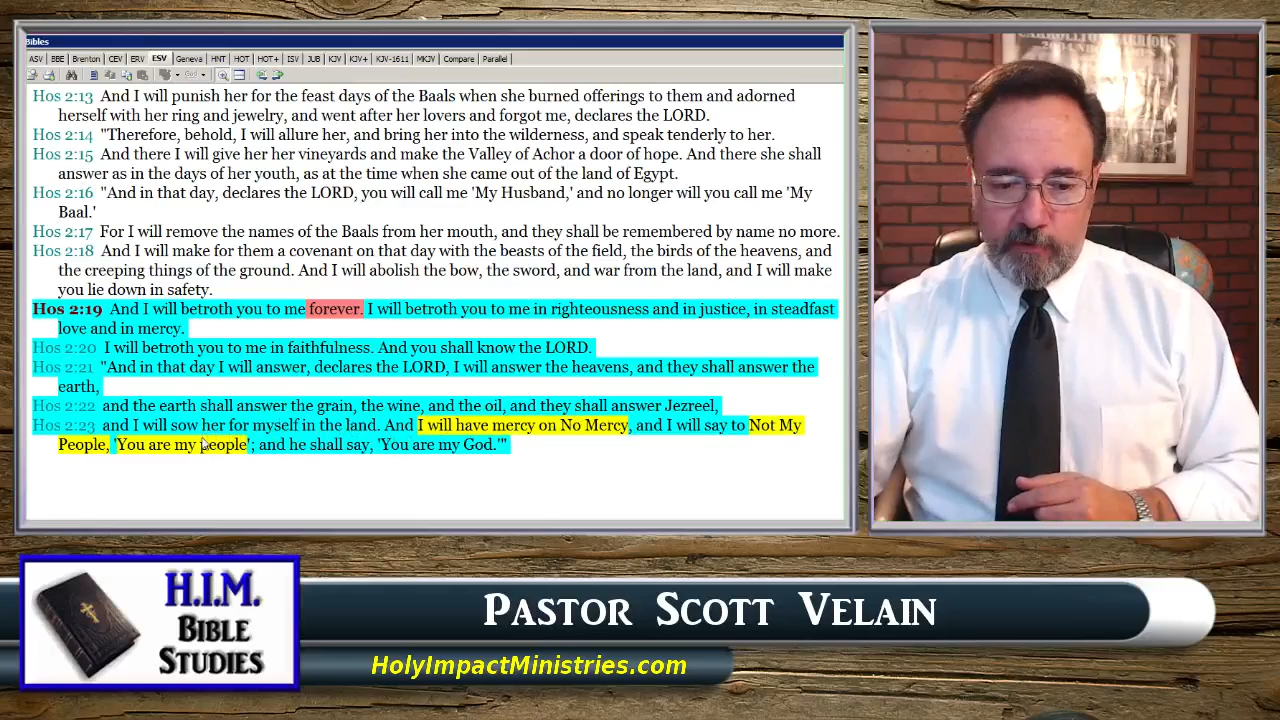 Bibles
ASV BBE Brenton CEV ERV ESV Geneva HNT HOT HOT+ ISV JUB KJV KJV+ KJV-1611 MKJV Compare Parallel
Hos 2:13 And I will punish her for the feast days of the Baals when she burned offerings to them and adorned
herself with her ring and jewelry, and went after her lovers and forgot me, declares the LORD.
Hos 2:14 "Therefore, behold, I will allure her, and bring her into the wilderness, and speak tenderly to her.
Hos 2:15 And there I will give her her vineyards and make the Valley of Achor a door of hope. And there she shall
answer as in the days of her youth, as at the time when she came out of the land of Egypt.
Hos 2:16 "And in that day, declares the LORD, you will call me 'My Husband,' and no longer will you call me 'My
Baal.'
Hos 2:17 For I will remove the names of the Baals from her mouth, and they shall be remembered by name no more.
Hos 2:18 And I will make for them a covenant on that day with the beasts of the field, the birds of the heavens, and
the creeping things of the ground. And I will abolish the bow, the sword, and war from the land, and I will make
you lie down in safety.
Hos 2:19 And I will betroth you to me forever. I will betroth you to me in righteousness and in justice, in steadfast
love and in mercy.
Hos 2:20 I will betroth you to me in faithfulness. And you shall know the LORD.
Hos 2:21 "And in that day I will answer, declares the LORD, I will answer the heavens, and they shall answer the
earth,
Hos 2:22 and the earth shall answer the grain, the wine, and the oil, and they shall answer Jezreel,
Hos 2:23 and I will sow her for myself in the land. And I will have mercy on No Mercy, and I will say to Not My
People, 'You are my people'; and he shall say, 'You are my God.'"
H.I.M.
BIBLE
STUDIES
PASTOR SCOTT VELAIN
HolyImpactMinistries.com